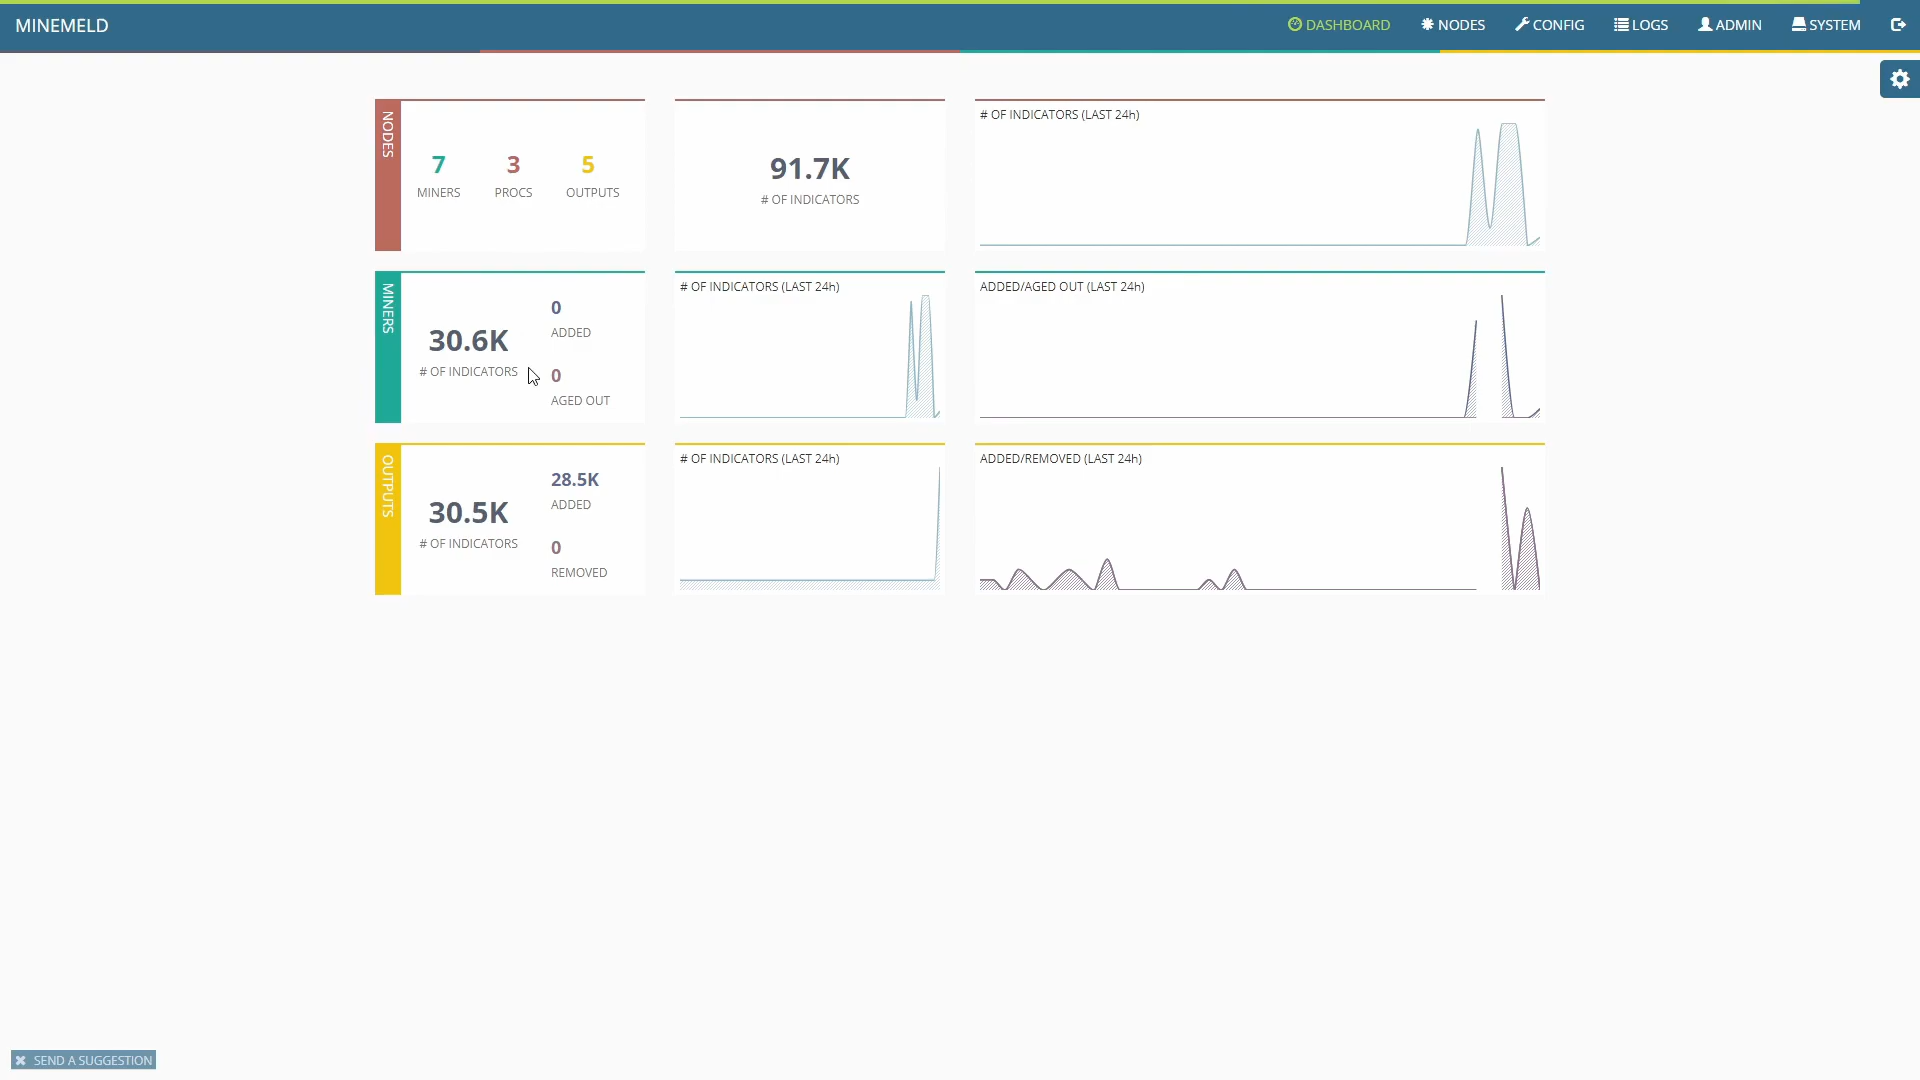 MINEMELD
DASHBOARD
NODES
CONFIG
LOGS
ADMIN
SYSTEM
NODES
7
MINERS
3
PROCS
5
OUTPUTS
91.7K
# OF INDICATORS
# OF INDICATORS (LAST 24h)
MINERS
30.6K
# OF INDICATORS
0
ADDED
0
AGED OUT
# OF INDICATORS (LAST 24h)
ADDED/AGED OUT (LAST 24h)
OUTPUTS
30.5K
# OF INDICATORS
28.5K
ADDED
0
REMOVED
# OF INDICATORS (LAST 24h)
ADDED/REMOVED (LAST 24h)
SEND A SUGGESTION